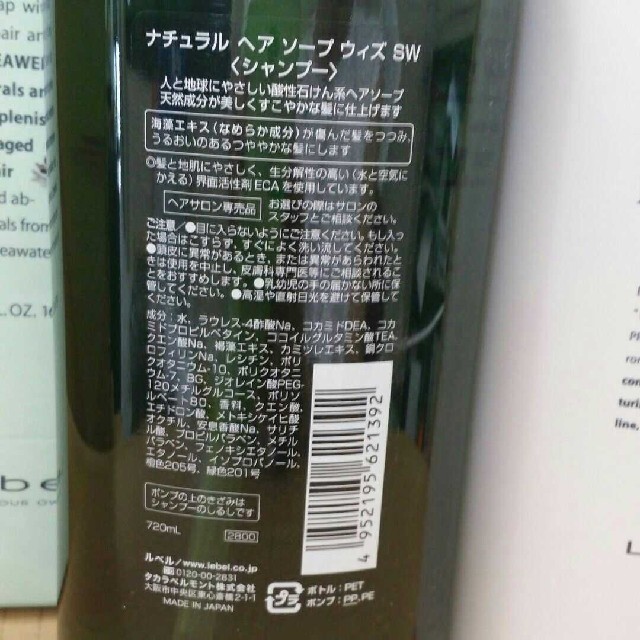 ナチュラル ヘア ソープ ウィズ SW
〈シャンプー〉
人と地球にやさしい酸性石けん系ヘアソープ
天然成分が美しくすこやかな髪に仕上げます
海藻エキス(なめらか成分)が傷んだ髪をつつみ、
うるおいのあるつややかな髪にします
◎髪と地肌にやさしく、生分解性の高い(水と空気に
かえる)界面活性剤ECAを使用しています。
ヘアサロン専売品
お選びの際はサロンの
スタッフとご相談ください。
ご注意/●目に入らないようにご注意ください。もし入っ
た場合はこすらず、すぐによく洗い流してください。
●頭皮に異常があるとき、または異常があらわれたと
きは使用を中止し、皮膚科専門医等にご相談されるこ
とをおすすめします。●乳幼児の手の届かない所に保
管してください。●高温や直射日光を避けて保管して
ください。
成分:水、ラウレス-4酢酸Na、コカミドDEA、コカ
ミドプロピルベタイン、ココイルグルタミン酸TEA、
クエン酸Na、褐藻エキス、カミツレエキス、銅クロ
ロフィリンNa、レシチン、ポリ
クオタニウム-10、ポリクオタニ
ウム-7、BG、ジオレイン酸PEG-
120メチルグルコース、ポリソ
ルベート80、香料、クエン酸、
エチドロン酸、メトキシケイヒ酸
オクチル、安息香酸Na、サリチ
ル酸、プロピルパラベン、メチル
パラベン、フェノキシエタノール、
エタノール、イソプロパノール、
橙色205号、緑色201号
ポンプの上のきざみは
シャンプーのしるしです
720mL
2800
4 952195 621392
ルベル/www.lebel.co.jp
0120-00-2831
タカラベルモント株式会社
大阪市中央区東心斎橋2-1-1
MADE IN JAPAN
プラ
ボトル:PET
ポンプ:PP,PE
ap with
air an
EAWEE
rals an
plenis
aged
air
d ab-
als from
eawate
L.OZ. 16
be